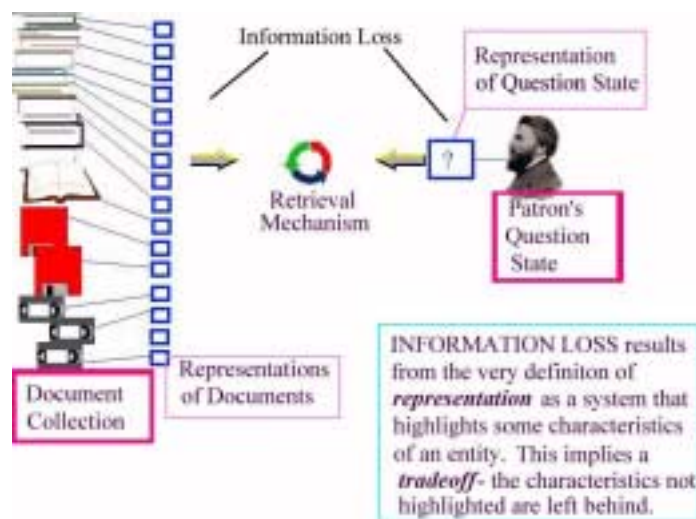 Information Loss
Representation
of Question State
?
Retrieval
Mechanism
Patron's
Question
State
Representations
of Documents
Document
Collection
INFORMATION LOSS results
from the very definiton of
representation as a system that
highlights some characteristics
of an entity. This implies a
tradeoff- the characteristics not
highlighted are left behind.